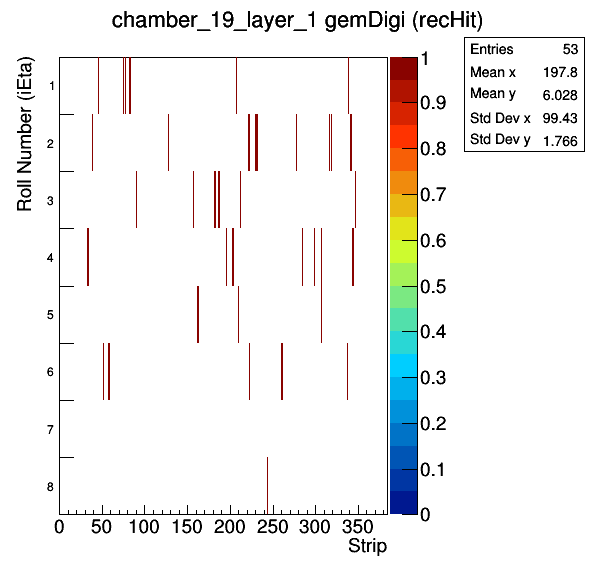 chamber_19_layer_1 gemDigi (recHit)
Entries 53
Mean x 197.8
Mean y 6.028
Std Dev x 99.43
Std Dev y 1.766
Roll Number (iEta)
1
2
3
4
5
6
7
8
0 50 100 150 200 250 300 350
Strip
1
0.9
0.8
0.7
0.6
0.5
0.4
0.3
0.2
0.1
0